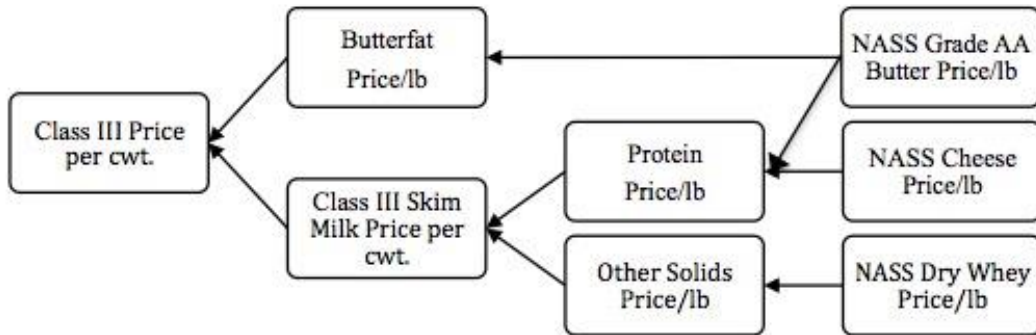 Butterfat
Price/lb
NASS Grade AA
Butter Price/lb
Class III Price
per cwt.
Protein
Price/lb
NASS Cheese
Price/lb
Class III Skim
Milk Price per
cwt.
Other Solids
Price/lb
NASS Dry Whey
Price/lb